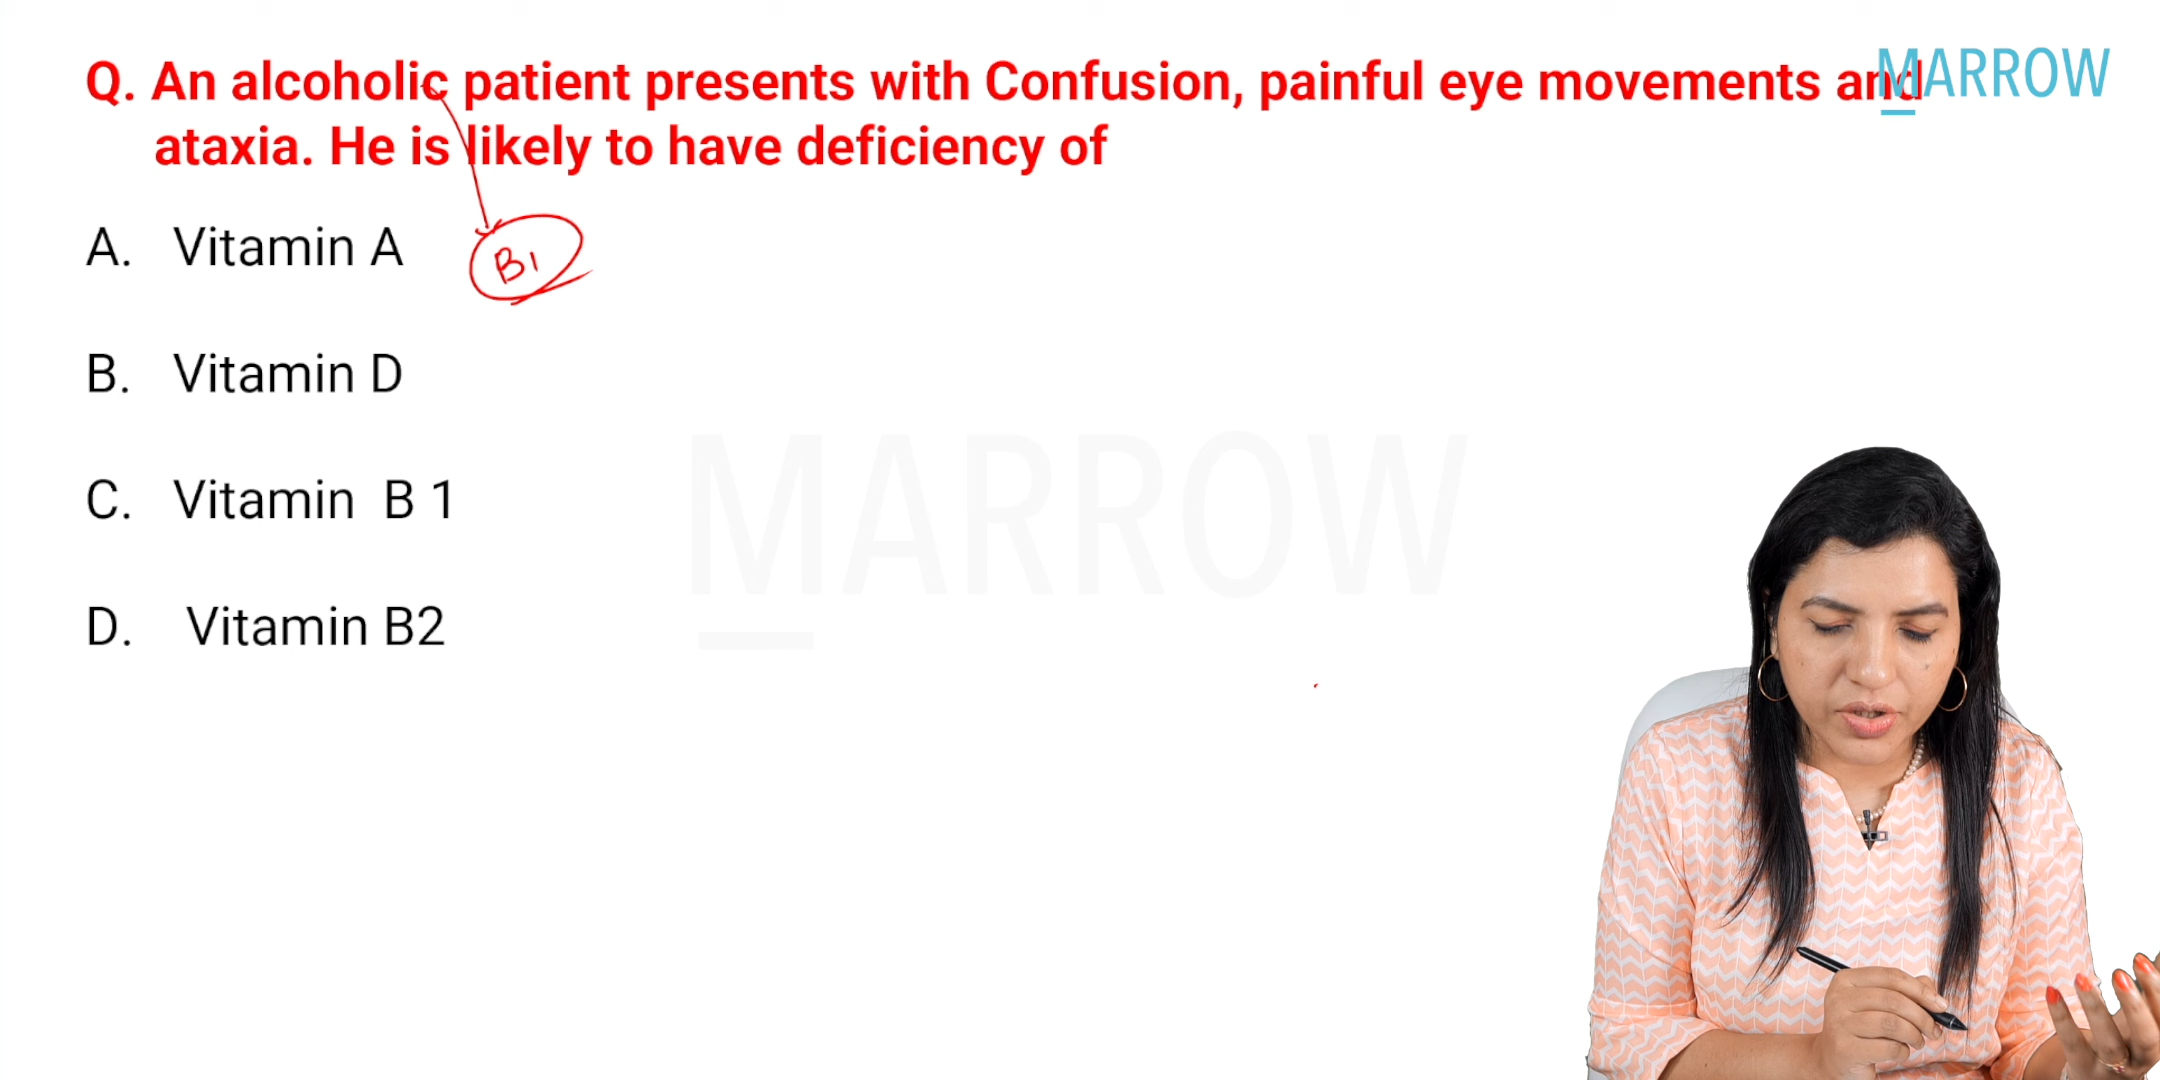 Q. An alcoholic patient presents with Confusion, painful eye movements and
MARROW
ataxia. He is likely to have deficiency of
A. Vitamin A
B1
B. Vitamin D
C. Vitamin B 1
D. Vitamin B2
MARROW